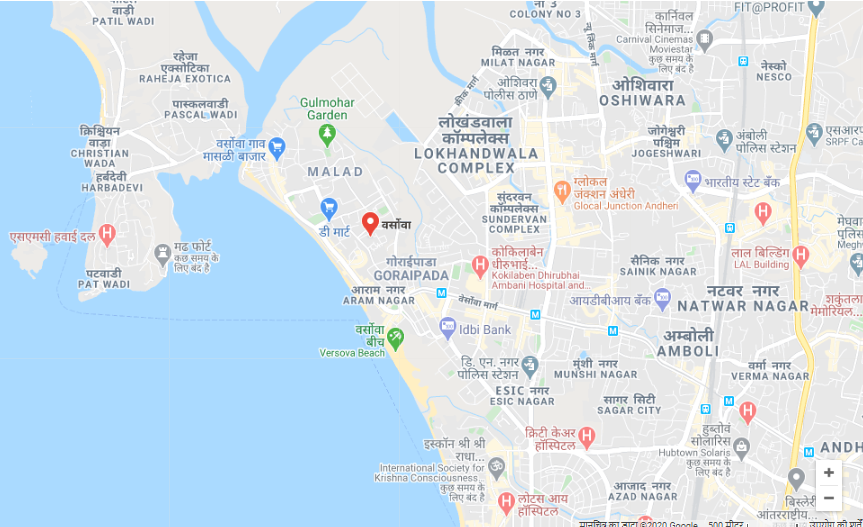 वाड़ी
PATIL WADI
नं 3
COLONY NO 3
न्यू लिंक मार्ग
कार्निवल
सिनेमाज...
Carnival Cinemas
Moviestar
कुछ समय के
लिए बंद है
FIT@PROFIT
रहेजा
एक्सोटिका
RAHEJA EXOTICA
मिळत नगर
MILAT NAGAR
नेस्को
NESCO
पास्कलवाडी
PASCAL WADI
Gulmohar
Garden
क्रीक मार्ग
ओशिवरा
पोलीस ठाणे
ओशिवारा
OSHIWARA
क्रिश्चियन
वाड़ा
CHRISTIAN
WADA
वर्सोवा गाव
मासळी बाजार
लोखंडवाला
कॉम्पलेक्स
LOKHANDWALA
COMPLEX
जोगेश्वरी
पश्चिम
JOGESHWARI
अंबोली
पोलिस स्टेशन
एसआर
SRPF Ca
हर्बादेवी
HARBADEVI
MALAD
भारतीय स्टेट बैंक
ग्लोकल
जंक्शन अंधेरी
Glocal Junction Andheri
सुंदरवन
कॉम्पलेक्स
SUNDERVAN
COMPLEX
डी मार्ट
वर्सोवा
एसएमसी हवाई दल
मढ फोर्ट
कुछ समय के
लिए बंद है
मेघवा
पुलिस
Megh
कोकिलाबेन
धीरुभाई...
Kokilaben Dhirubhai
Ambani Hospital and...
लाल बिल्डिंग
LAL Building
गोराईपाडा
GORAIPADA
सैनिक नगर
SAINIK NAGAR
पटवाडी
PAT WADI
आराम नगर
ARAM NAGAR
वेर्सोवा मार्ग
आयडीबीआय बैंक
नटवर नगर
NATWAR NAGAR
शकुंतल
मेमोरियल...
वर्सोवा
बीच
Versova Beach
Idbi Bank
अम्बोली
AMBOLI
डि. एन. नगर
पोलिस स्टेशन
मुंशी नगर
MUNSHI NAGAR
वर्मा नगर
VERMA NAGAR
ESIC नगर
ESIC NAGAR
सागर सिटी
SAGAR CITY
क्रिटी केअर
हॉस्पिटल
हुब्तोवं
सोलारिस
Hubtown Solaris
कुछ समय के
लिए बंद है
ANDH
इस्कॉन श्री श्री
राधा...
International Society for
Krishna Consciousness...
कुछ समय के
लिए बंद है
आजाद नगर
AZAD NAGAR
लोटस आय
हॉस्पिटल
बिस्लेरी
आंतरराष्ट्रीय...
मानचित्र का डाटा ©2020 Google
500 मीटर
उपयोग की शर्तें